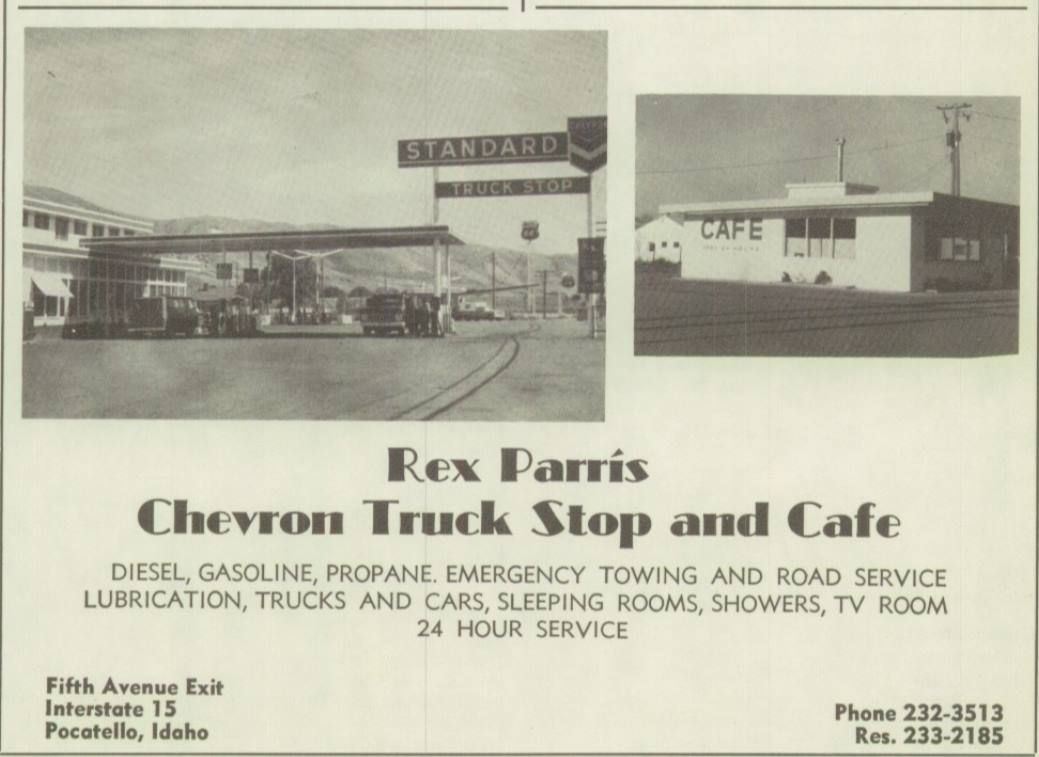 STANDARD
TRUCK STOP
CAFE
Rex Parris
Chevron Truck Stop and Cafe
DIESEL, GASOLINE, PROPANE. EMERGENCY TOWING AND ROAD SERVICE
LUBRICATION, TRUCKS AND CARS, SLEEPING ROOMS, SHOWERS, TV ROOM
24 HOUR SERVICE
Fifth Avenue Exit
Interstate 15
Pocatello, Idaho
Phone 232-3513
Res. 233-2185